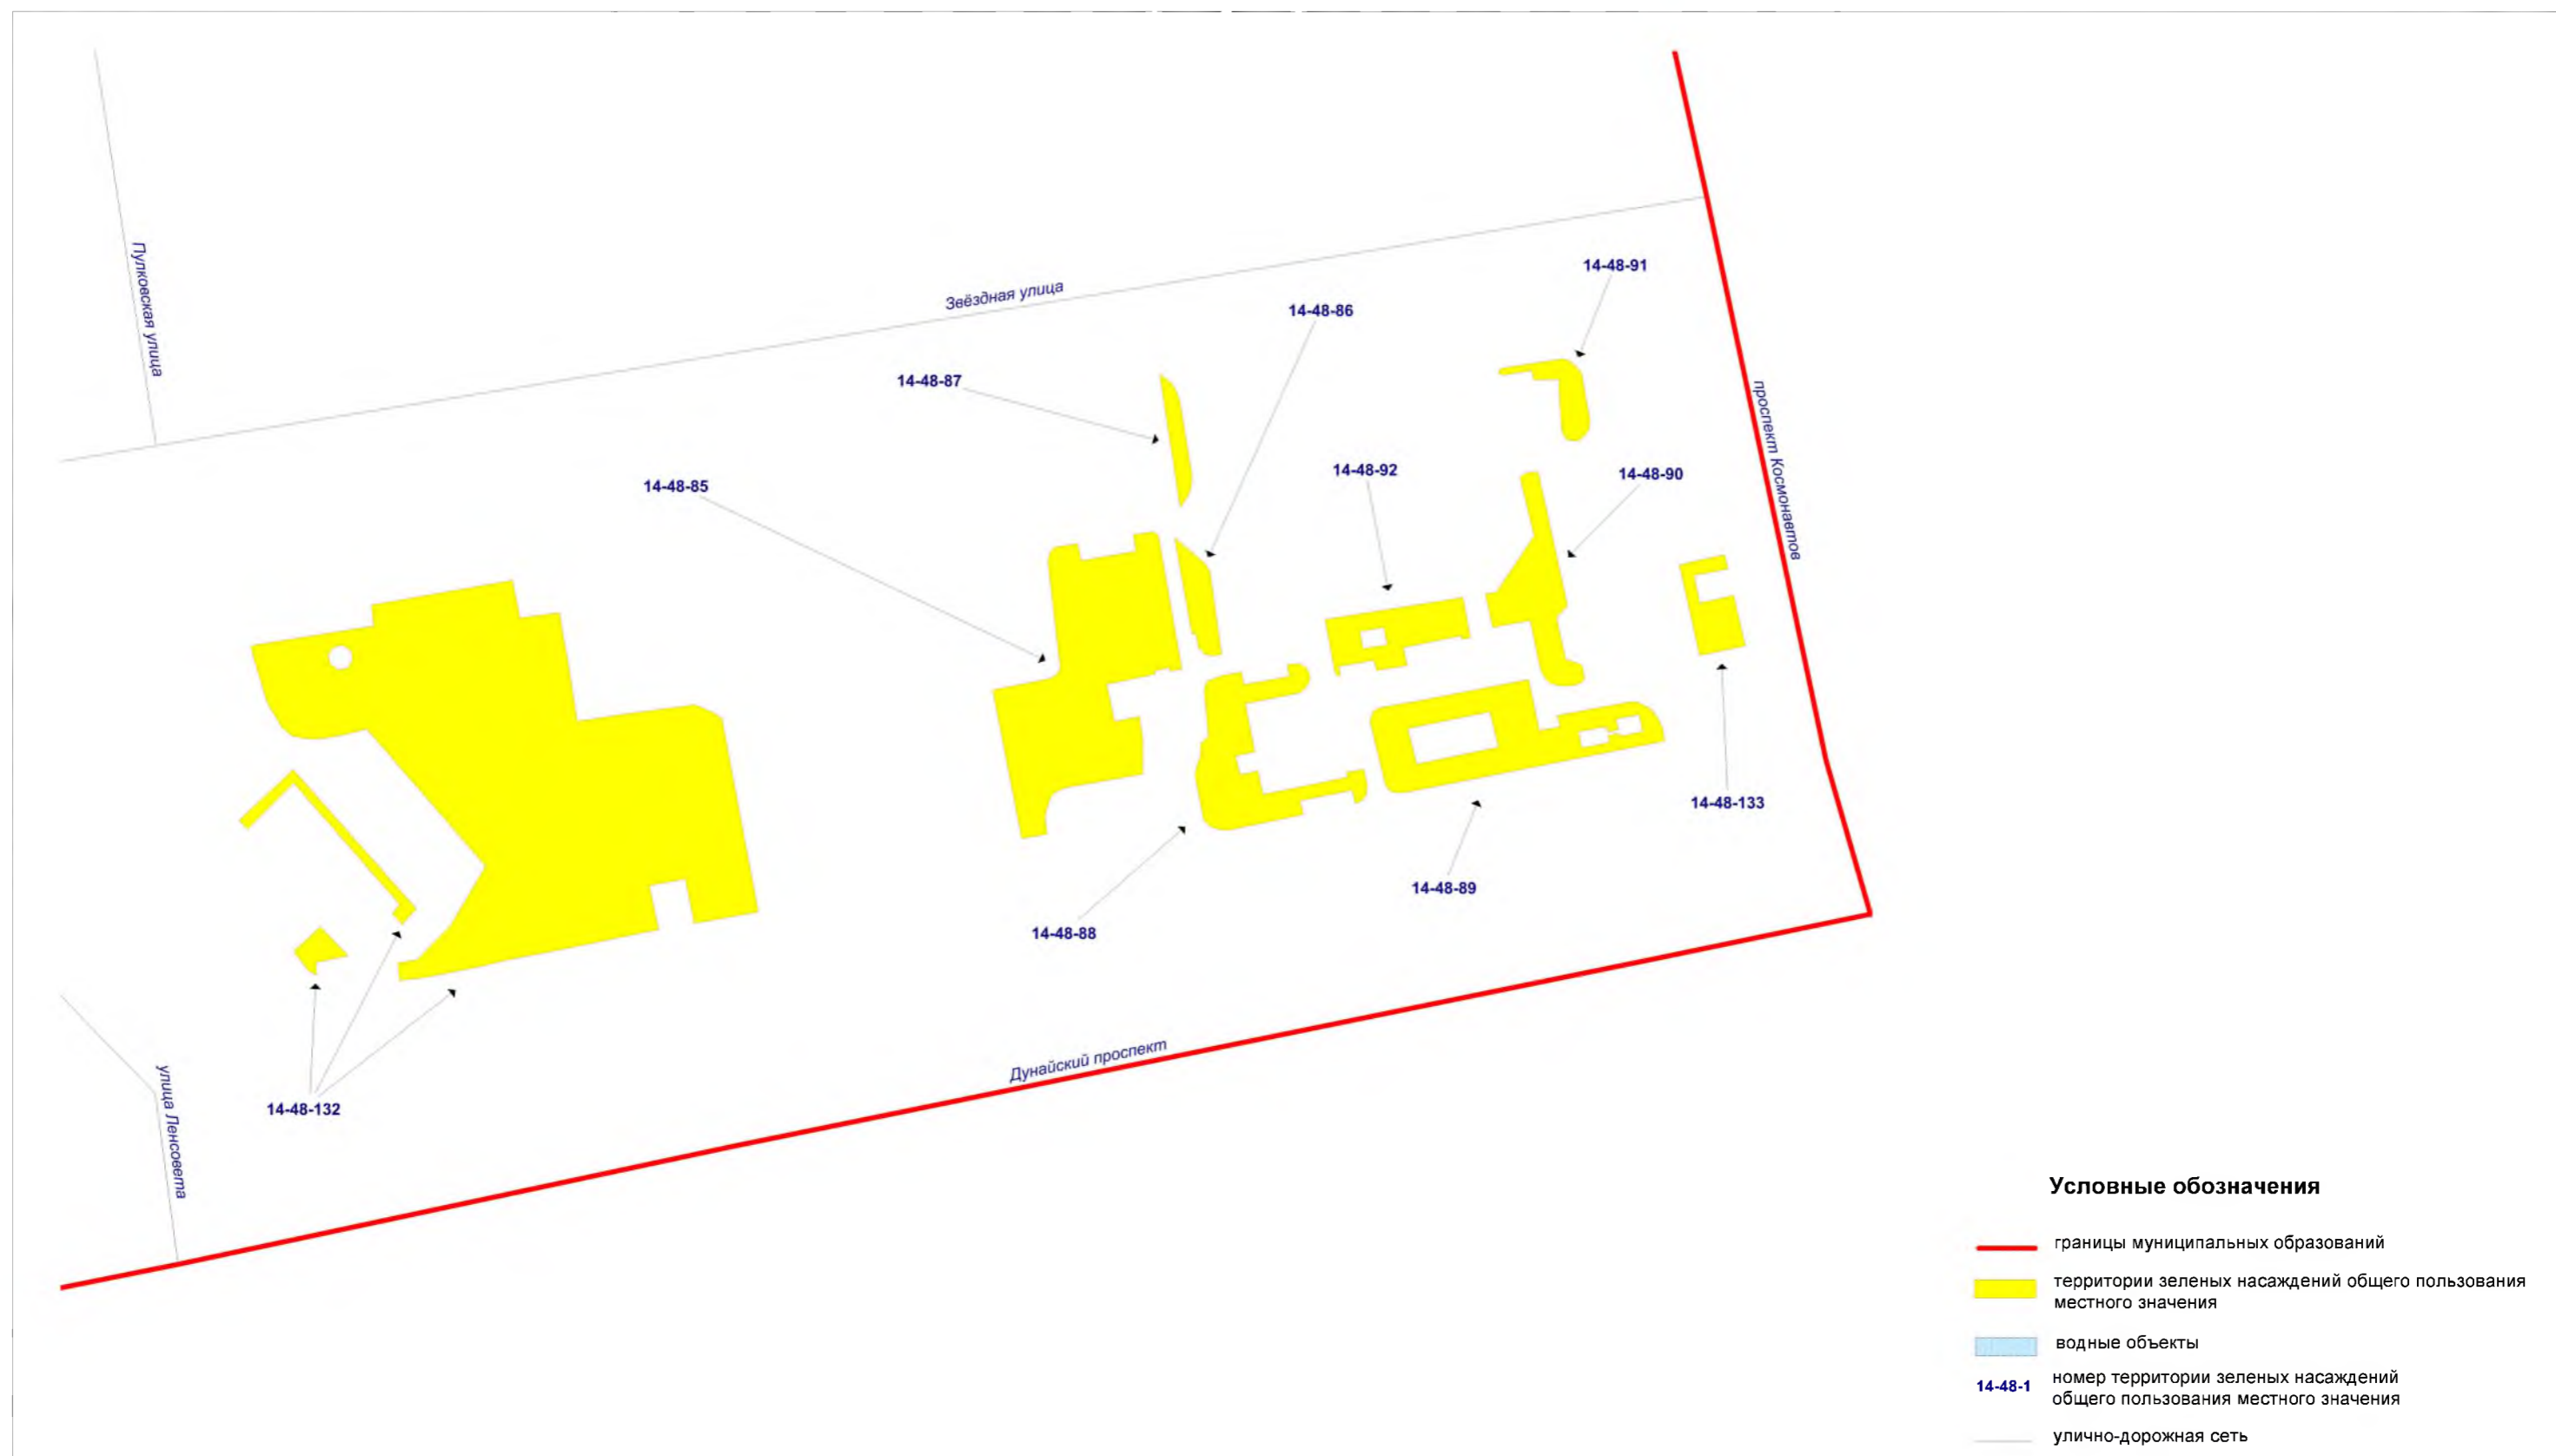 Пулковская улица
Звёздная улица
14-48-91
14-48-86
14-48-87
проспект Космонавтов
14-48-92
14-48-90
14-48-85
14-48-133
14-48-89
14-48-88
Дунайский проспект
улица Ленсовета
14-48-132
Условные обозначения
границы муниципальных образований
территории зеленых насаждений общего пользования
местного значения
водные объекты
14-48-1
номер территории зеленых насаждений
общего пользования местного значения
улично-дорожная сеть